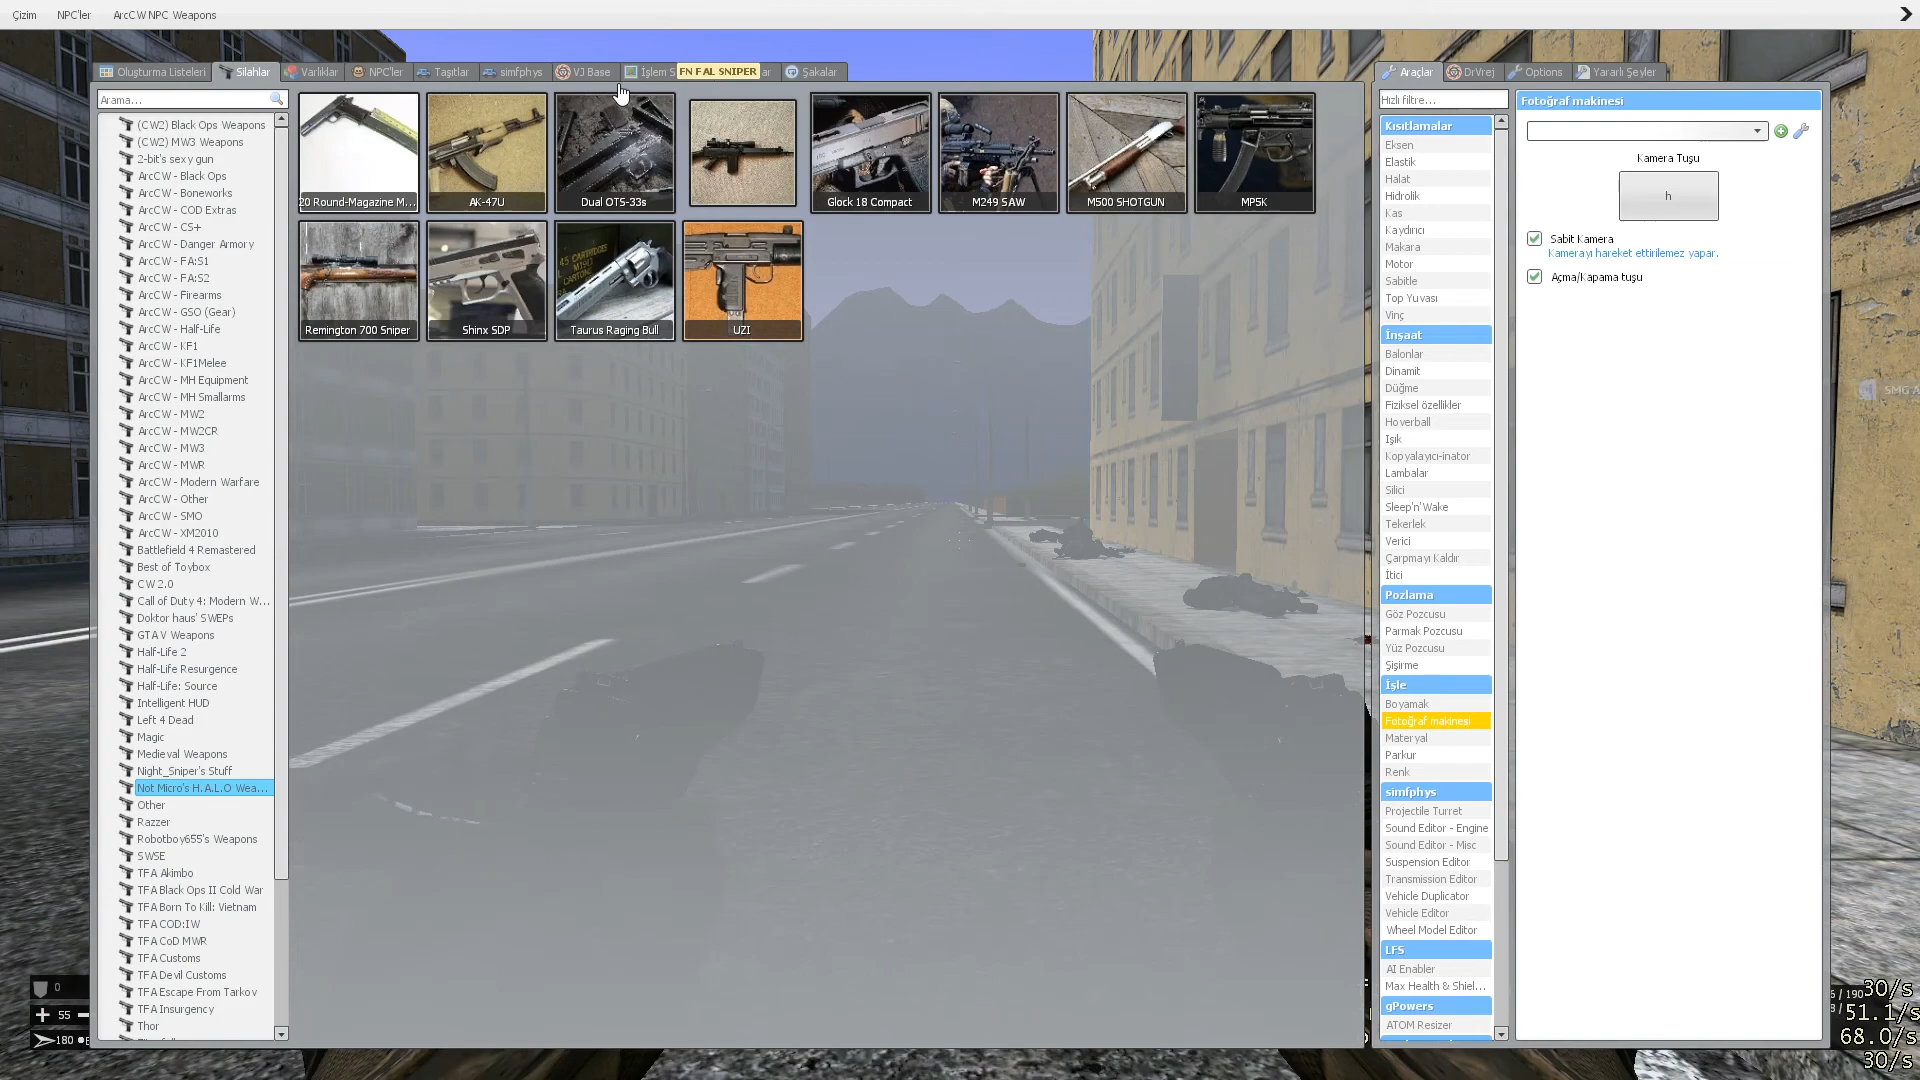 Çizim NPC'ler ArcCW NPC Weapons
Oluşturma Listeleri Silahlar Varlıklar NPC'ler Taşıtlar simfphys VJ Base İşlem S FN FAL SNIPER ar Şakalar
Arama...
(CW2) Black Ops Weapons
(CW2) MW3 Weapons
2-bit's sexy gun
ArcCW - Black Ops
ArcCW - Boneworks
ArcCW - COD Extras
ArcCW - CS+
ArcCW - Danger Armory
ArcCW - FA:S1
ArcCW - FA:S2
ArcCW - Firearms
ArcCW - GSO (Gear)
ArcCW - Half-Life
ArcCW - KF1
ArcCW - KF1Melee
ArcCW - MH Equipment
ArcCW - MH Smallarms
ArcCW - MW2
ArcCW - MW2CR
ArcCW - MW3
ArcCW - MWR
ArcCW - Modern Warfare
ArcCW - Other
ArcCW - SMO
ArcCW - XM2010
Battlefield 4 Remastered
Best of Toybox
CW 2.0
Call of Duty 4: Modern W...
Doktor haus' SWEPs
GTA V Weapons
Half-Life 2
Half-Life Resurgence
Half-Life: Source
Intelligent HUD
Left 4 Dead
Magic
Medieval Weapons
Night_Sniper's Stuff
Not Micro's H.A.L.O Wea...
Other
Razzer
Robotboy655's Weapons
SWSE
TFA Akimbo
TFA Black Ops II Cold War
TFA Born To Kill: Vietnam
TFA COD:IW
TFA CoD MWR
TFA Customs
TFA Devil Customs
TFA Escape From Tarkov
TFA Insurgency
Thor
20 Round-Magazine M... AK-47U Dual OTS-33s Glock 18 Compact M249 SAW M500 SHOTGUN MP5K
Remington 700 Sniper Shinx SDP Taurus Raging Bull UZI
Araçlar DrVrej Options Yararlı Şeyler
Hızlı filtre...
Kısıtlamalar
Eksen
Elastik
Halat
Hidrolik
Kas
Kaydırıcı
Makara
Motor
Sabitle
Top Yuvası
Vinç
İnşaat
Balonlar
Dinamit
Düğme
Fiziksel özellikler
Hoverball
Işık
Kopyalayıcı-inator
Lambalar
Silici
Sleep'n'Wake
Tekerlek
Verici
Çarpmayı Kaldır
İtici
Pozlama
Göz Pozcusu
Parmak Pozcusu
Yüz Pozcusu
Şişirme
İşle
Boyamak
Fotoğraf makinesi
Materyal
Parkur
Renk
simfphys
Projectile Turret
Sound Editor - Engine
Sound Editor - Misc
Suspension Editor
Transmission Editor
Vehicle Duplicator
Vehicle Editor
Wheel Model Editor
LFS
AI Enabler
Max Health & Shiel...
gPowers
ATOM Resizer
Fotoğraf makinesi
Kamera Tuşu
h
Sabit Kamera
Kamerayı hareket ettirilemez yapar.
Açma/Kapama tuşu
SMG A
0
55
180
/ 190
30/s
51.1/s
68.0/s
30/s